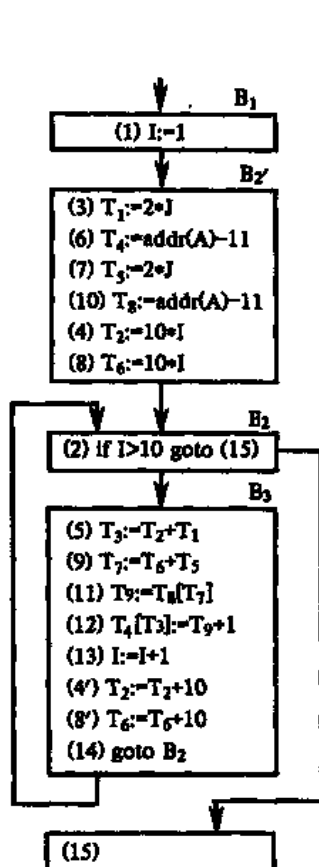 B₁
(1) I:=1
B₂′
(3) T₁:=2*J
(6) T₄:=addr(A)-11
(7) T₅:=2*J
(10) T₈:=addr(A)-11
(4) T₂:=10*I
(8) T₆:=10*I
B₂
(2) if I>10 goto (15)
B₃
(5) T₃:=T₂+T₁
(9) T₇:=T₆+T₅
(11) T₉:=T₈[T₇]
(12) T₄[T₃]:=T₉+1
(13) I:=I+1
(4′) T₂:=T₂+10
(8′) T₆:=T₆+10
(14) goto B₂
(15)